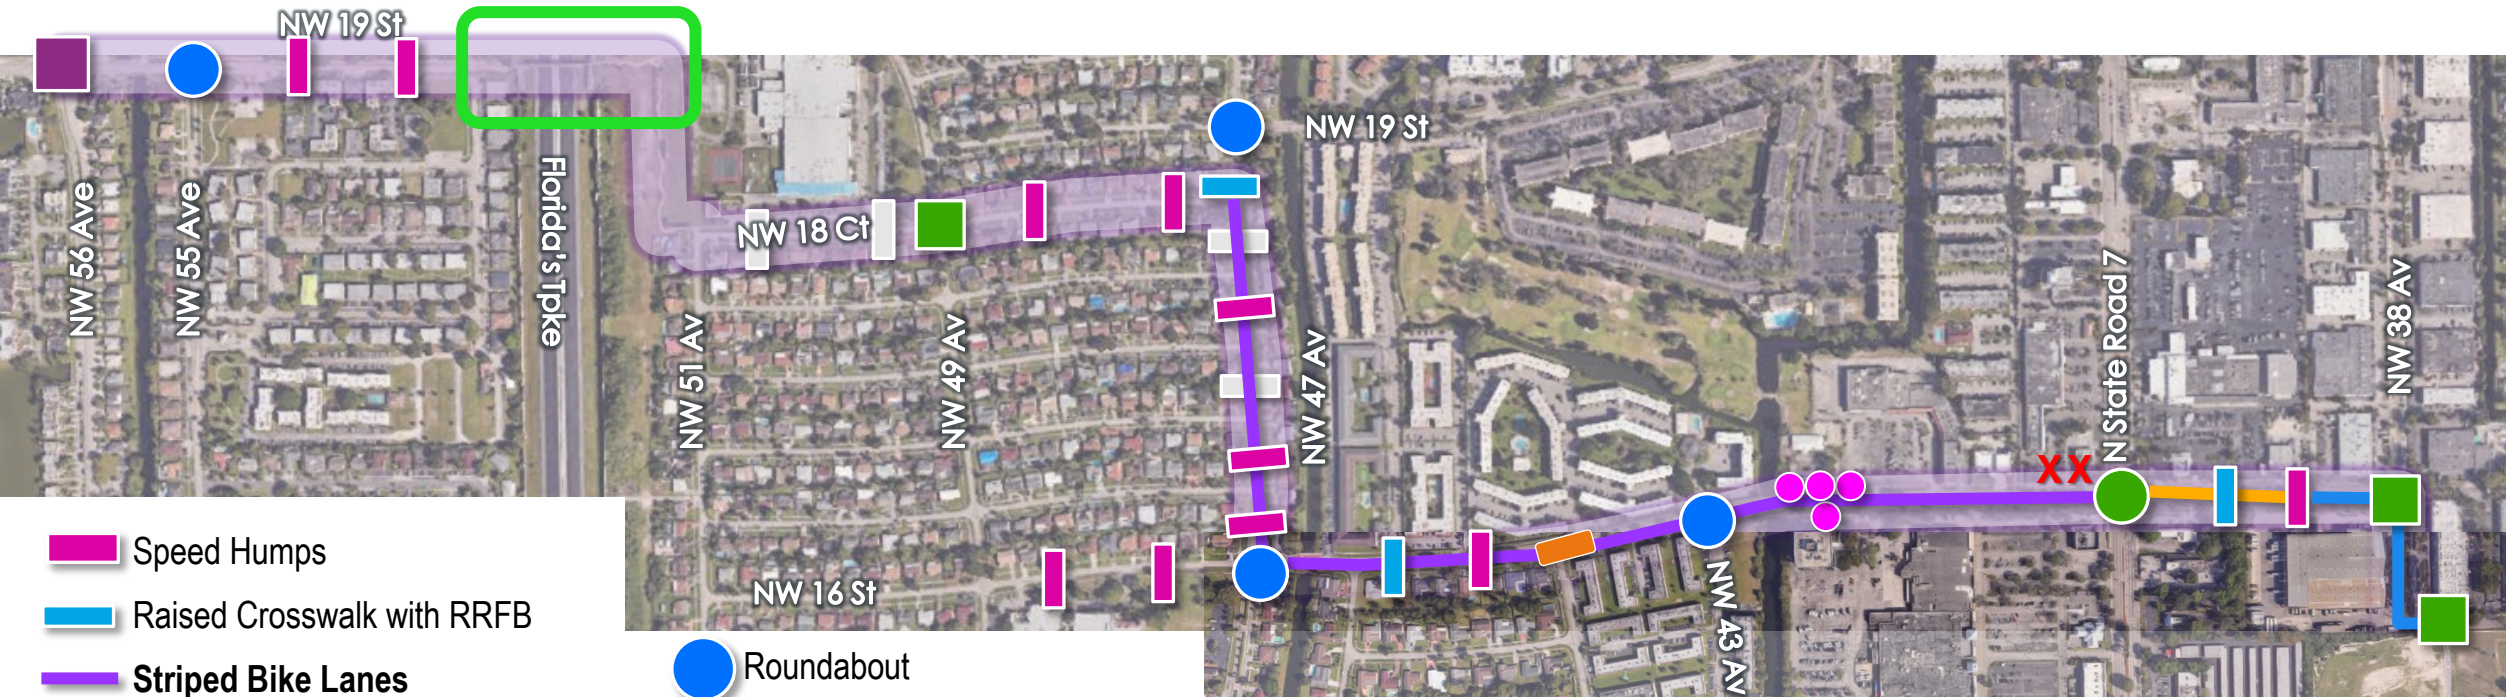 NW 19 St
NW 19 St
NW 56 Ave
NW 55 Ave
Florida's Tpke
NW 18 Ct
NW 51 Av
NW 49 Av
NW 47 Av
N State Road 7
NW 38 Av
XX
NW 16 St
NW 43 Av
Speed Humps
Raised Crosswalk with RRFB
Striped Bike Lanes
Roundabout